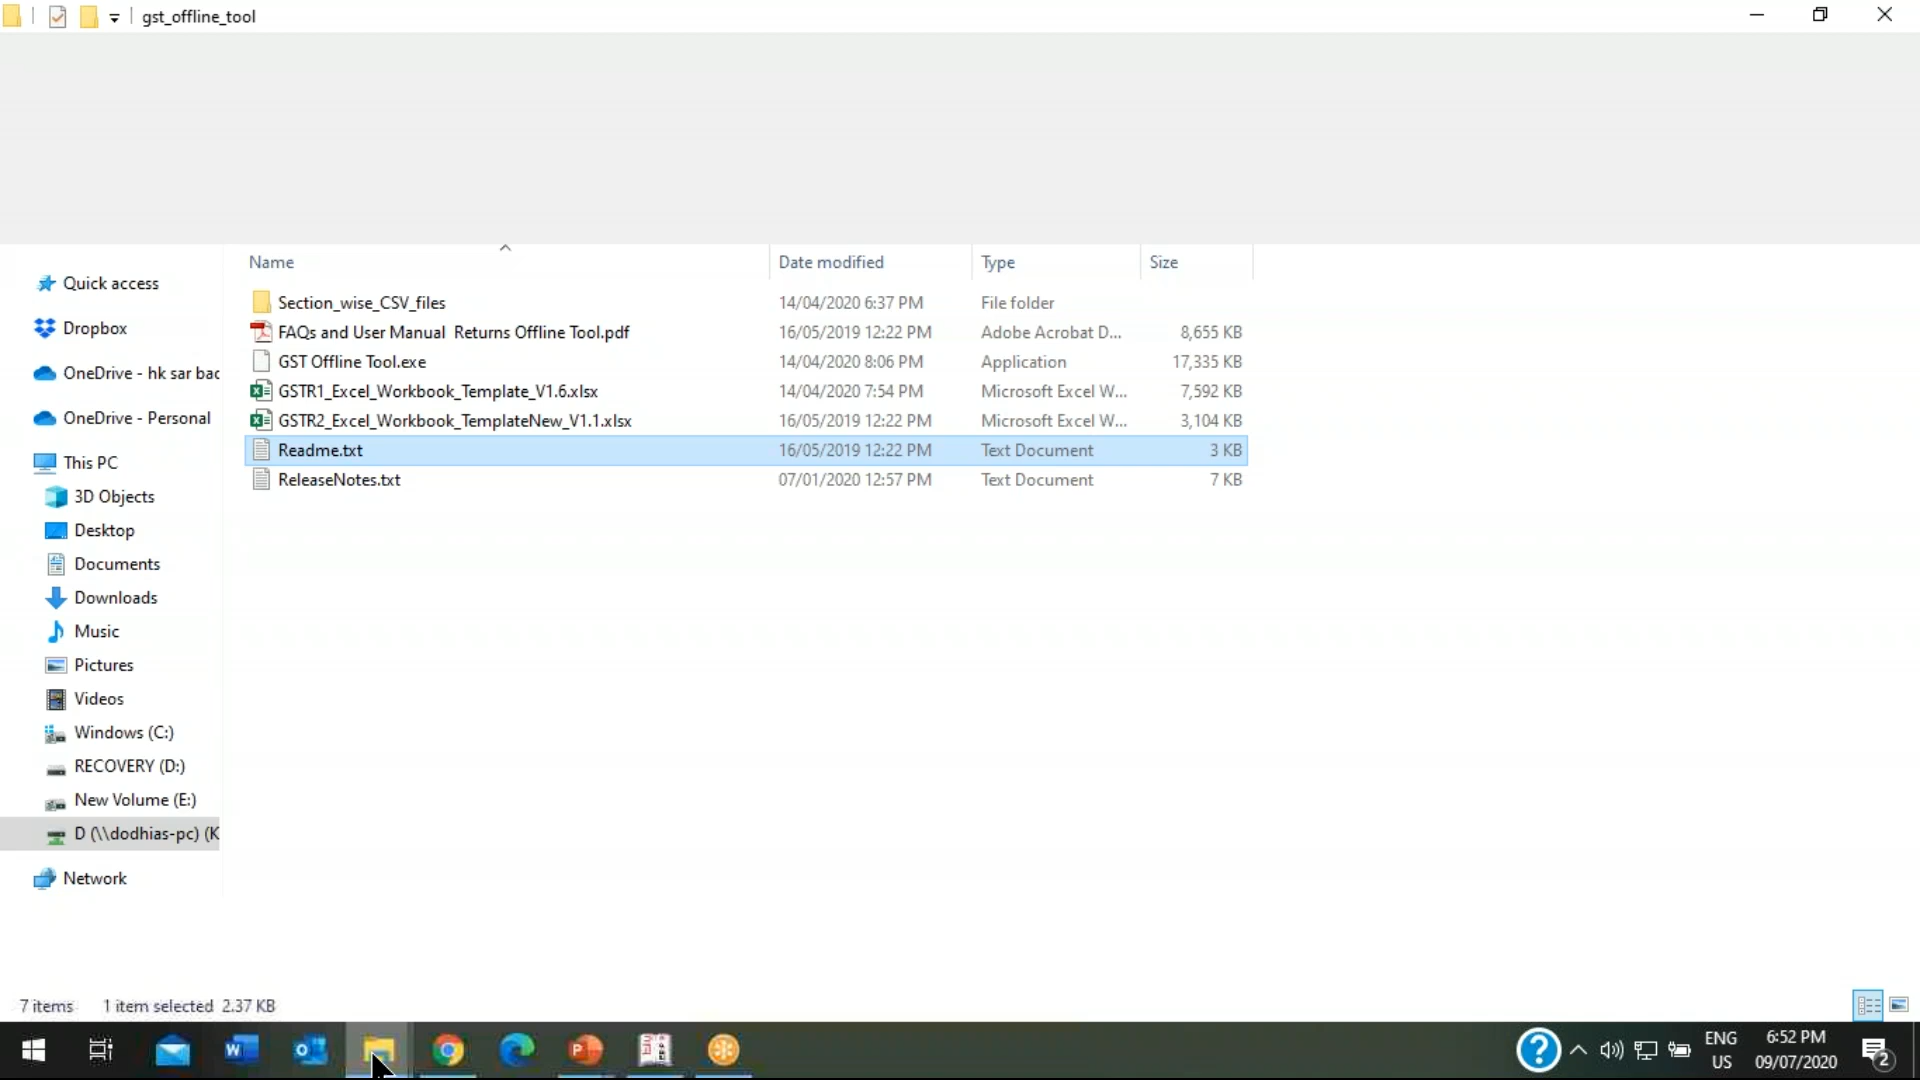 gst_offline_tool
Name Date modified Type Size
Quick access
Dropbox
OneDrive - hk sar bac
OneDrive - Personal
This PC
3D Objects
Desktop
Documents
Downloads
Music
Pictures
Videos
Windows (C:)
RECOVERY (D:)
New Volume (E:)
D (\\dodhias-pc) (K
Network
Section_wise_CSV_files 14/04/2020 6:37 PM File folder
FAQs and User Manual  Returns Offline Tool.pdf 16/05/2019 12:22 PM Adobe Acrobat D... 8,655 KB
GST Offline Tool.exe 14/04/2020 8:06 PM Application 17,335 KB
GSTR1_Excel_Workbook_Template_V1.6.xlsx 14/04/2020 7:54 PM Microsoft Excel W... 7,592 KB
GSTR2_Excel_Workbook_TemplateNew_V1.1.xlsx 16/05/2019 12:22 PM Microsoft Excel W... 3,104 KB
Readme.txt 16/05/2019 12:22 PM Text Document 3 KB
ReleaseNotes.txt 07/01/2020 12:57 PM Text Document 7 KB
7 items 1 item selected 2.37 KB
ENG 6:52 PM
US 09/07/2020 2